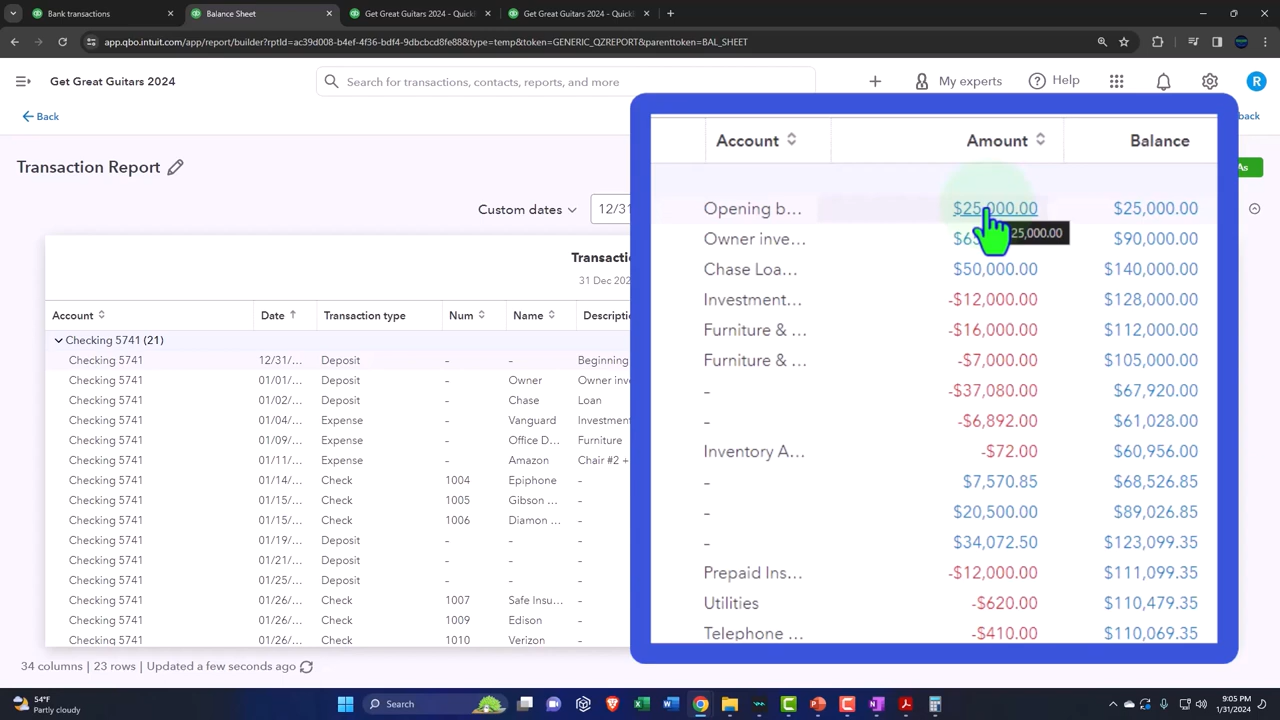 Bank transactions
Balance Sheet
Get Great Guitars 2024 - Quick
Get Great Guitars 2024 - Quick
app.qbo.intuit.com/app/report/builder?rptId=ac39d008-b4ef-4f36-bdf4-9dbcbcd8fe88&type=temp&token=GENERIC_QZREPORT&parenttoken=BAL_SHEET
Get Great Guitars 2024
Search for transactions, contacts, reports, and more
My experts
Help
R
Back
back
Transaction Report
As
Custom dates
12/31
Transactio
31 Dec 202
Account Date Transaction type Num Name Descripti
Checking 5741 (21)
Checking 5741 12/31/... Deposit – – Beginning
Checking 5741 01/01/... Deposit – Owner Owner inv
Checking 5741 01/02/... Deposit – Chase Loan
Checking 5741 01/04/... Expense – Vanguard Investment
Checking 5741 01/09/... Expense – Office D... Furniture
Checking 5741 01/11/... Expense – Amazon Chair #2 +
Checking 5741 01/14/... Check 1004 Epiphone –
Checking 5741 01/15/... Check 1005 Gibson ... –
Checking 5741 01/15/... Check 1006 Diamon ... –
Checking 5741 01/19/... Deposit – – –
Checking 5741 01/21/... Deposit – – –
Checking 5741 01/25/... Deposit – – –
Checking 5741 01/26/... Check 1007 Safe Insu... –
Checking 5741 01/26/... Check 1009 Edison –
Checking 5741 01/26/... Check 1010 Verizon –
Account Amount Balance
Opening b... $25,000.00 $25,000.00
25,000.00
Owner inve... $90,000.00
Chase Loa... $50,000.00 $140,000.00
Investment... -$12,000.00 $128,000.00
Furniture & ... -$16,000.00 $112,000.00
Furniture & ... -$7,000.00 $105,000.00
– -$37,080.00 $67,920.00
– -$6,892.00 $61,028.00
Inventory A... -$72.00 $60,956.00
– $7,570.85 $68,526.85
– $20,500.00 $89,026.85
– $34,072.50 $123,099.35
Prepaid Ins... -$12,000.00 $111,099.35
Utilities -$620.00 $110,479.35
Telephone ... -$410.00 $110,069.35
34 columns | 23 rows | Updated a few seconds ago
54°F
Partly cloudy
Search
9:05 PM
1/31/2024